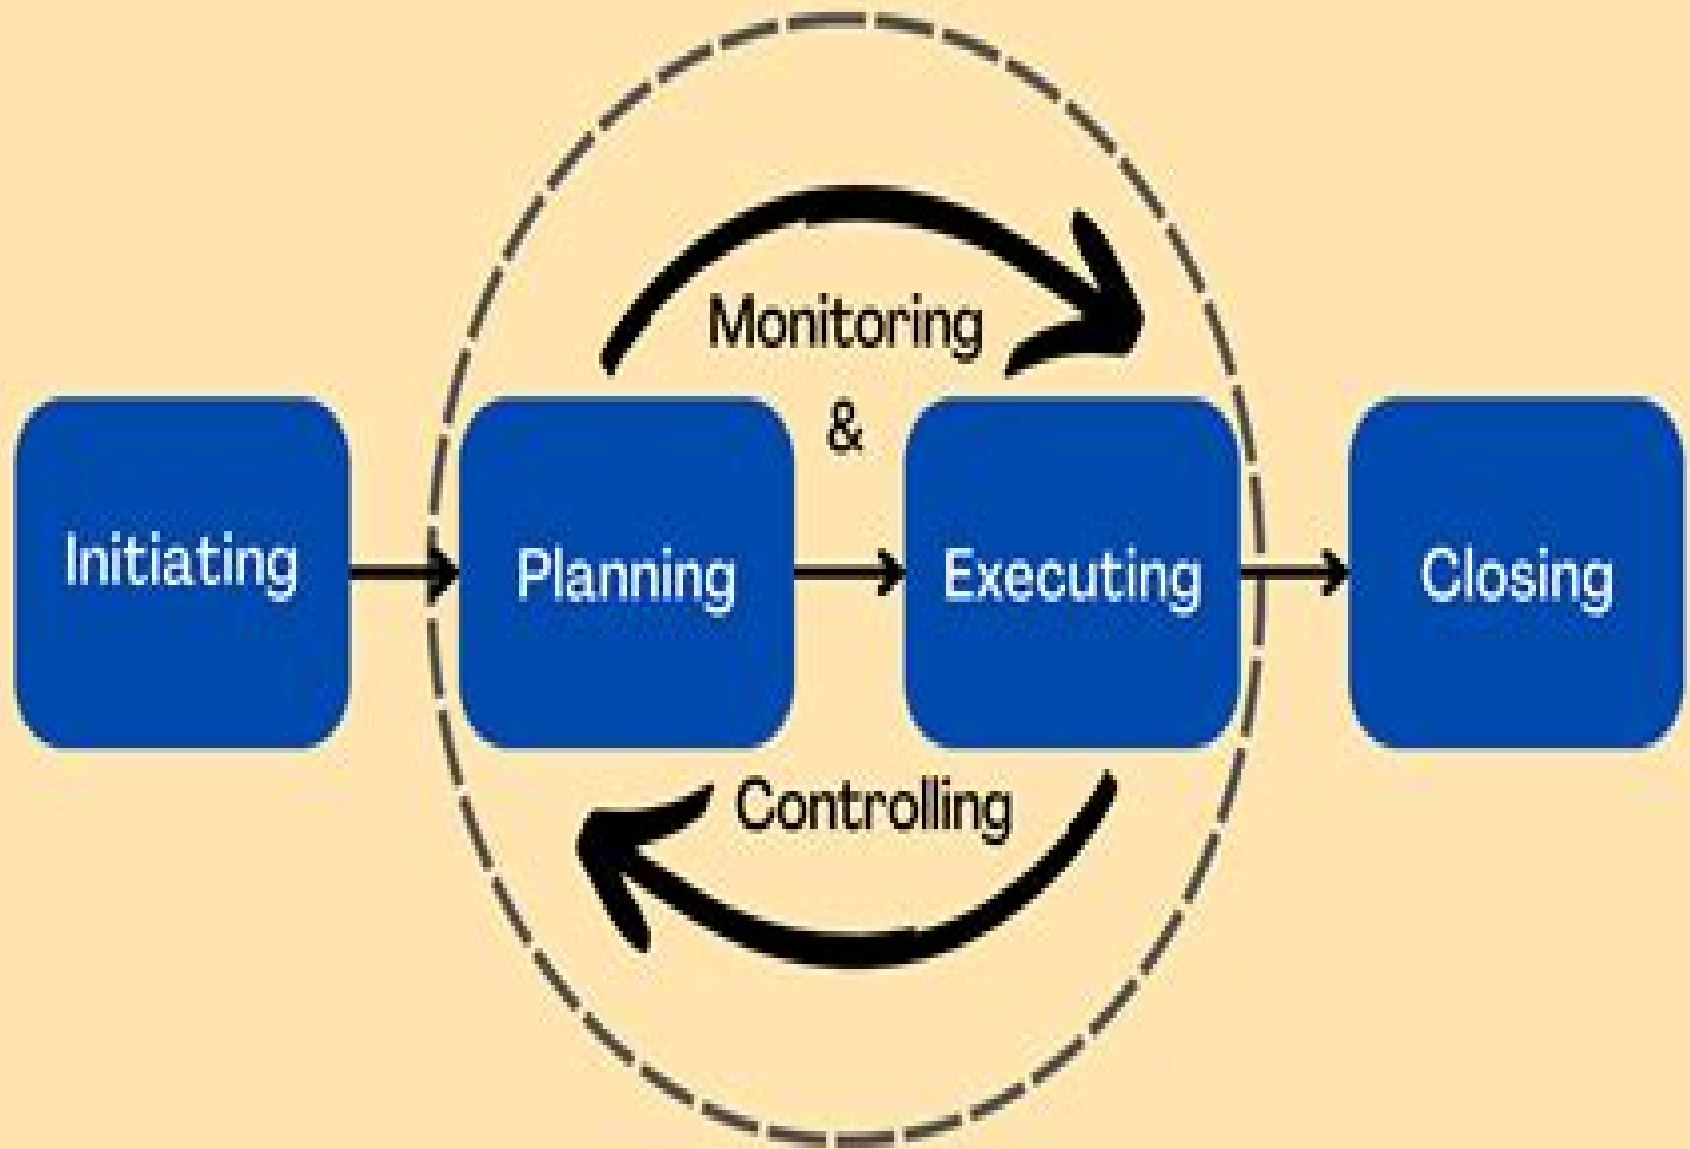 Monitoring
&
Initiating
Planning
Executing
Closing
Controlling